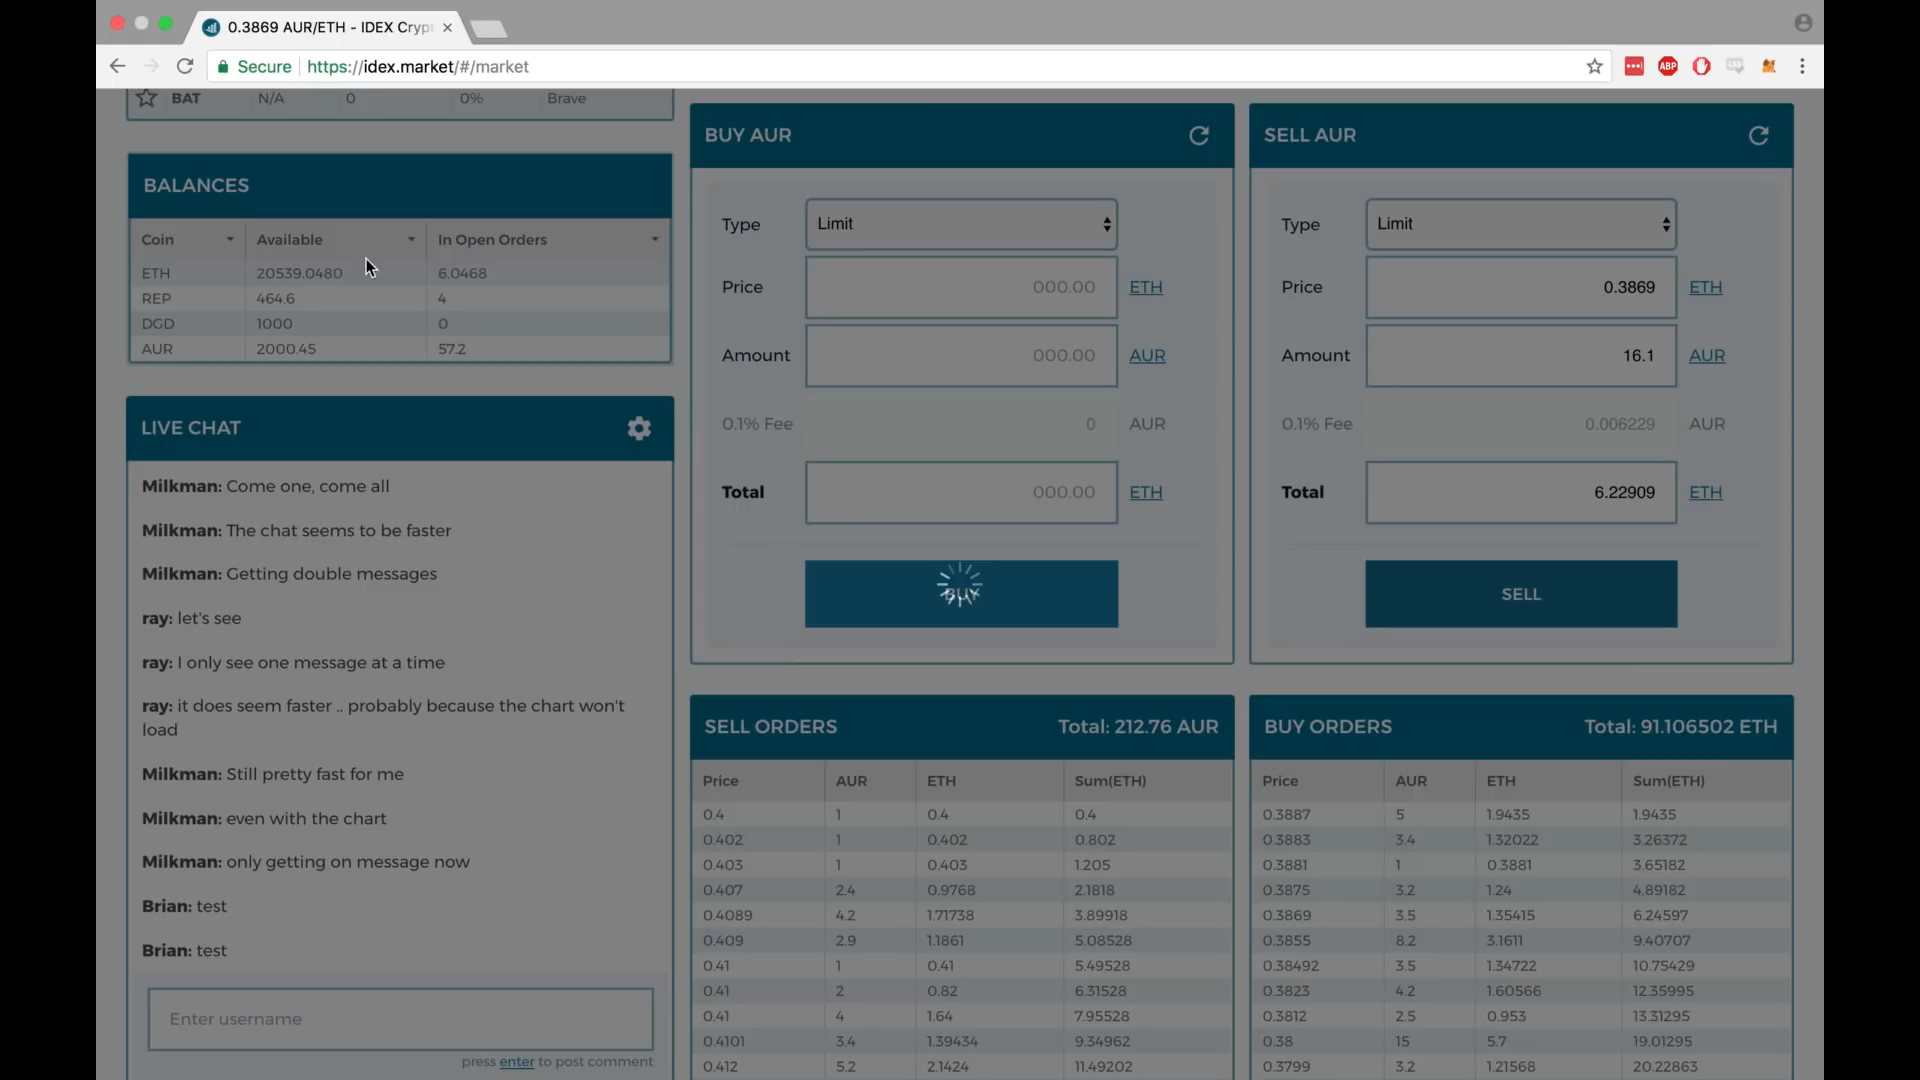 0.3869 AUR/ETH - IDEX Cryp
Secure https://idex.market/#/market
ABP
BAT N/A 0 0% Brave
BALANCES
Coin Available In Open Orders
ETH 20539.0480 6.0468
REP 464.6 4
DGD 1000 0
AUR 2000.45 57.2
LIVE CHAT
Milkman: Come one, come all
Milkman: The chat seems to be faster
Milkman: Getting double messages
ray: let's see
ray: I only see one message at a time
ray: it does seem faster .. probably because the chart won't
load
Milkman: Still pretty fast for me
Milkman: even with the chart
Milkman: only getting on message now
Brian: test
Brian: test
Enter username
press enter to post comment
BUY AUR
Type Limit
Price 000.00 ETH
Amount 000.00 AUR
0.1% Fee 0 AUR
Total 000.00 ETH
BUY
SELL AUR
Type Limit
Price 0.3869 ETH
Amount 16.1 AUR
0.1% Fee 0.006229 AUR
Total 6.22909 ETH
SELL
SELL ORDERS Total: 212.76 AUR
Price AUR ETH Sum(ETH)
0.4 1 0.4 0.4
0.402 1 0.402 0.802
0.403 1 0.403 1.205
0.407 2.4 0.9768 2.1818
0.4089 4.2 1.71738 3.89918
0.409 2.9 1.1861 5.08528
0.41 1 0.41 5.49528
0.41 2 0.82 6.31528
0.41 4 1.64 7.95528
0.4101 3.4 1.39434 9.34962
0.412 5.2 2.1424 11.49202
BUY ORDERS Total: 91.106502 ETH
Price AUR ETH Sum(ETH)
0.3887 5 1.9435 1.9435
0.3883 3.4 1.32022 3.26372
0.3881 1 0.3881 3.65182
0.3875 3.2 1.24 4.89182
0.3869 3.5 1.35415 6.24597
0.3855 8.2 3.1611 9.40707
0.38492 3.5 1.34722 10.75429
0.3823 4.2 1.60566 12.35995
0.3812 2.5 0.953 13.31295
0.38 15 5.7 19.01295
0.3799 3.2 1.21568 20.22863